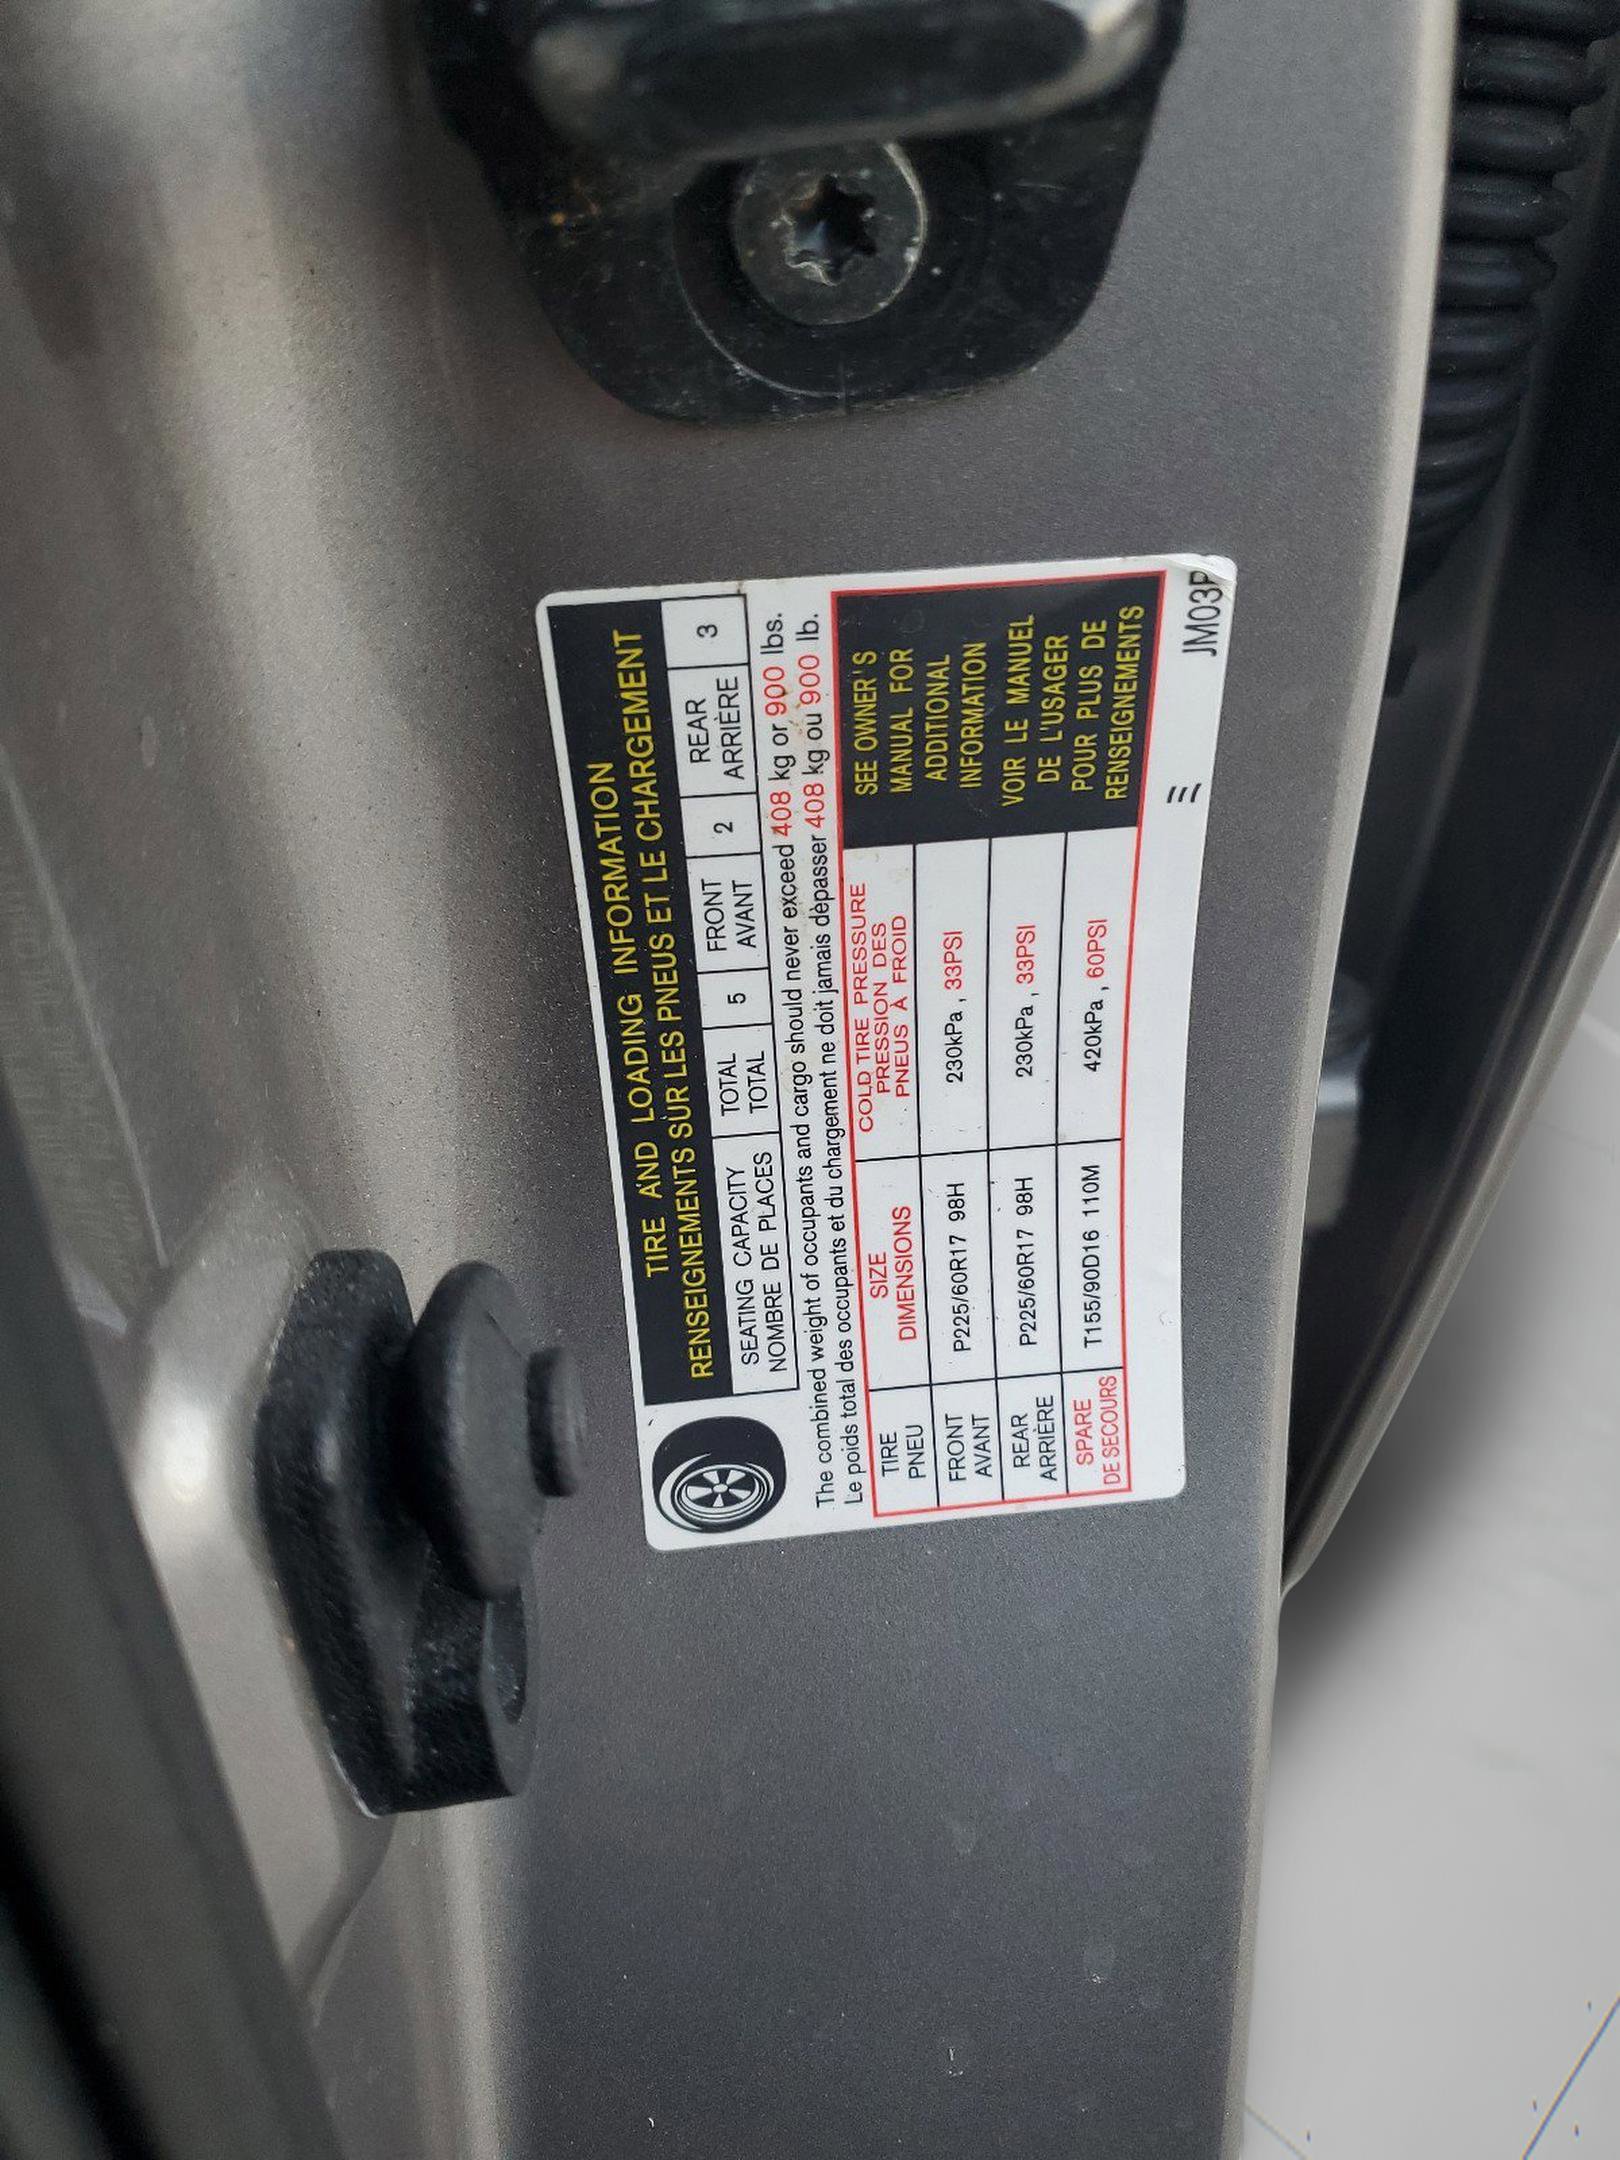 TIRE AND LOADING INFORMATION
RENSEIGNEMENTS SUR LES PNEUS ET LE CHARGEMENT
SEATING CAPACITY
NOMBRE DE PLACES
TOTAL
TOTAL
5
FRONT
AVANT
2
REAR
ARRIÈRE
3
The combined weight of occupants and cargo should never exceed 408 kg or 900 lbs.
Le poids total des occupants et du chargement ne doit jamais dépasser 408 kg ou 900 lb.
TIRE
PNEU
SIZE
DIMENSIONS
COLD TIRE PRESSURE
PRESSION DES
PNEUS À FROID
FRONT
AVANT
P225/60R17 98H
230kPa , 33PSI
REAR
ARRIÈRE
P225/60R17 98H
230kPa , 33PSI
SPARE
DE SECOURS
T155/90D16 110M
420kPa , 60PSI
SEE OWNER'S
MANUAL FOR
ADDITIONAL
INFORMATION
VOIR LE MANUEL
DE L'USAGER
POUR PLUS DE
RENSEIGNEMENTS
JM03P